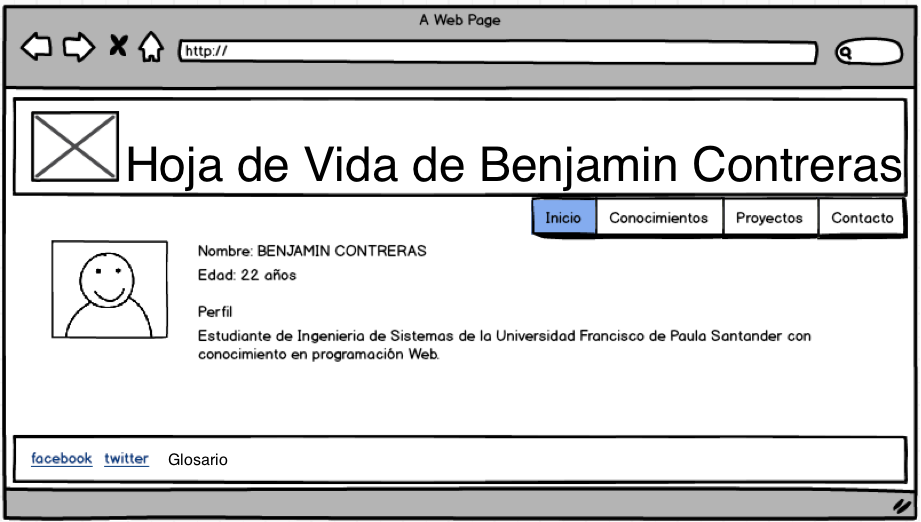 A Web Page
http://
Hoja de Vida de Benjamin Contreras
Inicio Conocimientos Proyectos Contacto
Nombre: BENJAMIN CONTRERAS
Edad: 22 años
Perfil
Estudiante de Ingenieria de Sistemas de la Universidad Francisco de Paula Santander con
conocimiento en programación Web.
facebook twitter Glosario